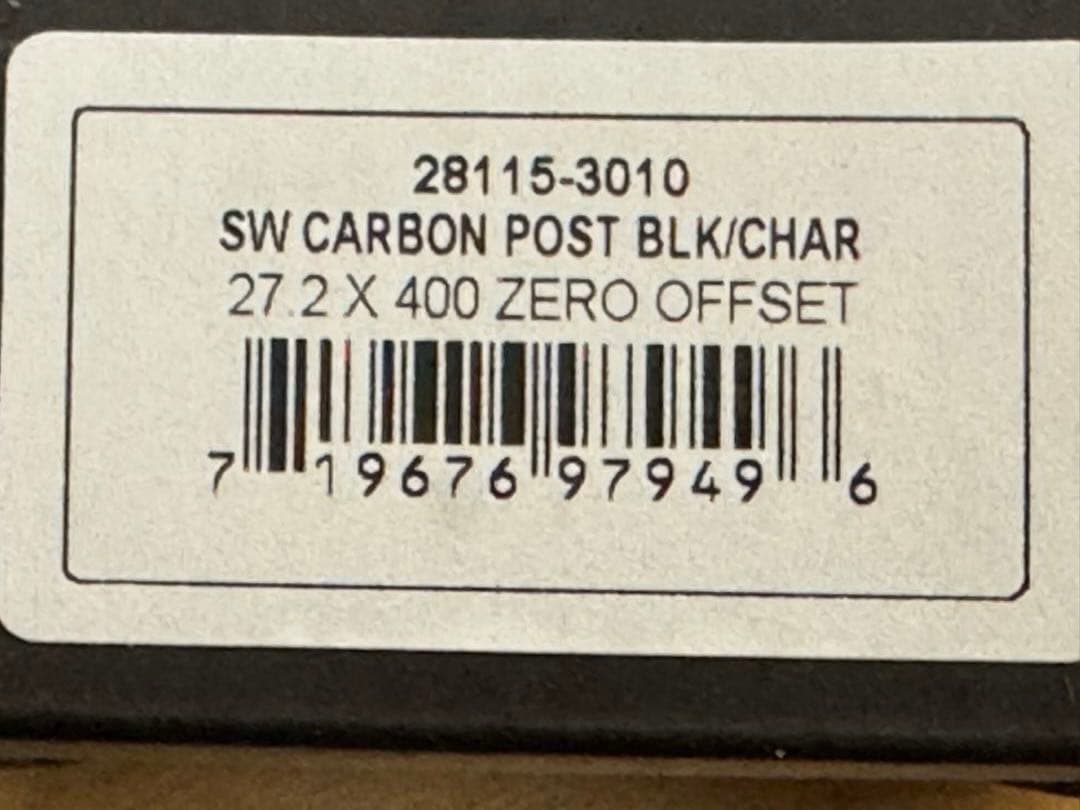 28115-3010
SW CARBON POST BLK/CHAR
27.2 X 400 ZERO OFFSET
7 19676 97949 6